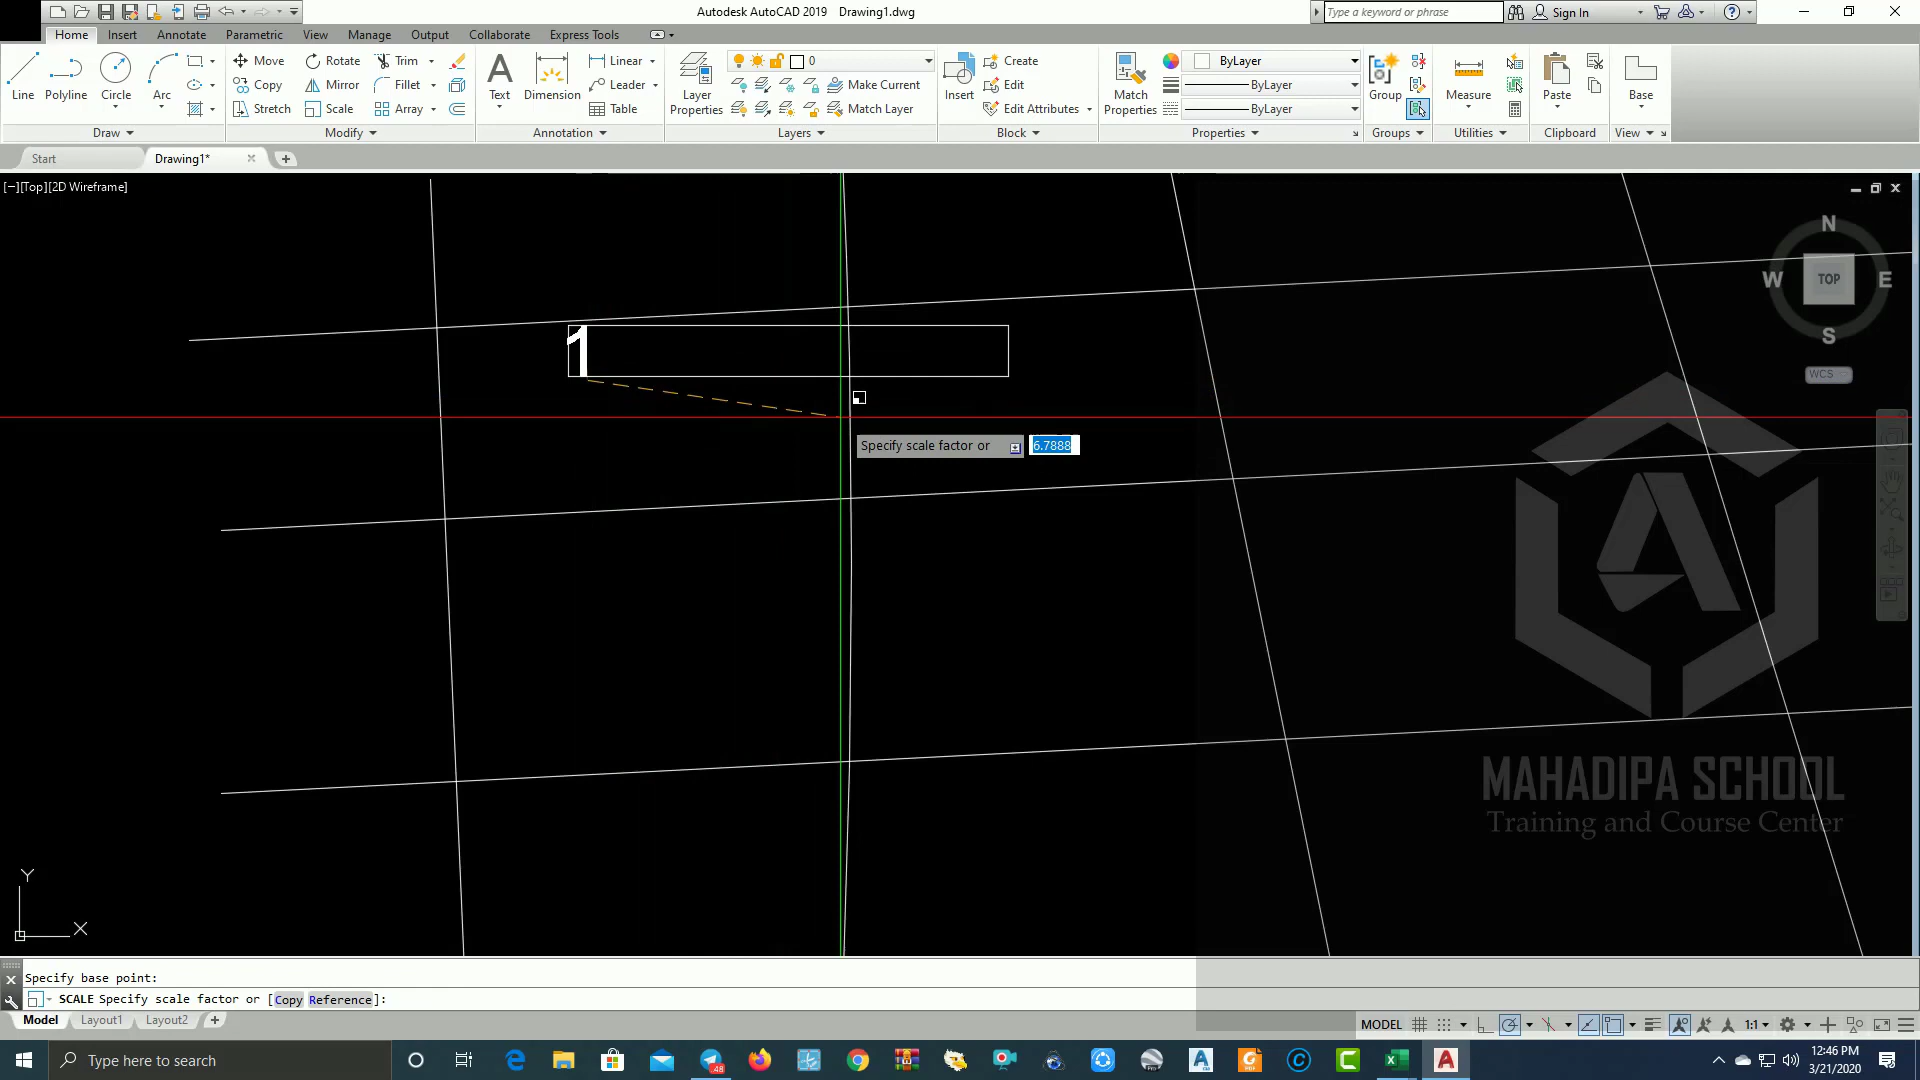 Autodesk AutoCAD 2019 Drawing1.dwg
Type a keyword or phrase
Sign In
Home Insert Annotate Parametric View Manage Output Collaborate Express Tools
Line Polyline Circle Arc
Move Rotate Trim
Copy Mirror Fillet
Stretch Scale Array
Text Dimension
Linear
Leader
Table
Layer Properties
0
Make Current
Match Layer
Insert
Create
Edit
Edit Attributes
Match Properties
ByLayer
ByLayer
ByLayer
Group
Measure
Paste
Base
Draw Modify Annotation Layers Block Properties Groups Utilities Clipboard View
Start Drawing1*
[−][Top][2D Wireframe]
N
W TOP E
S
WCS
1
Specify scale factor or 6.7888
MAHADIPA SCHOOL
Training and Course Center
Y
X
Specify base point:
SCALE Specify scale factor or [Copy Reference]:
Model Layout1 Layout2
MODEL 1:1
Type here to search
48
12:46 PM
3/21/2020